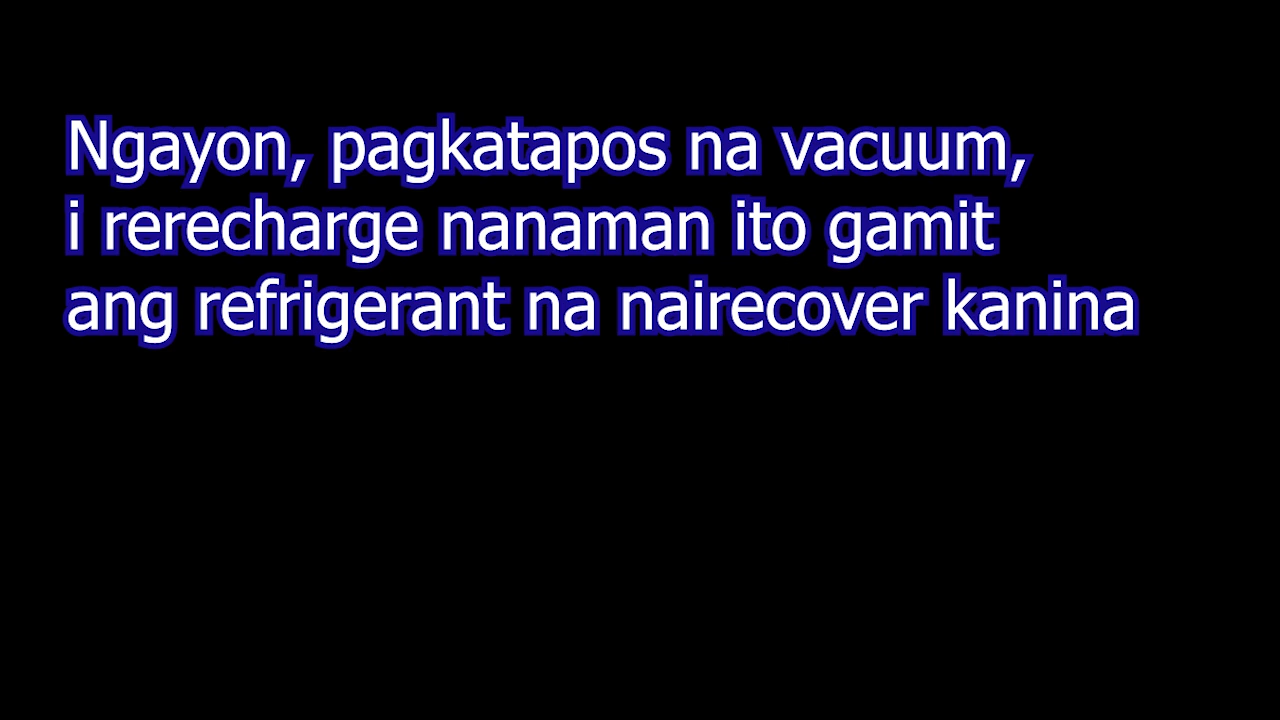 Ngayon, pagkatapos na vacuum,
i rerecharge nanaman ito gamit
ang refrigerant na nairecover kanina